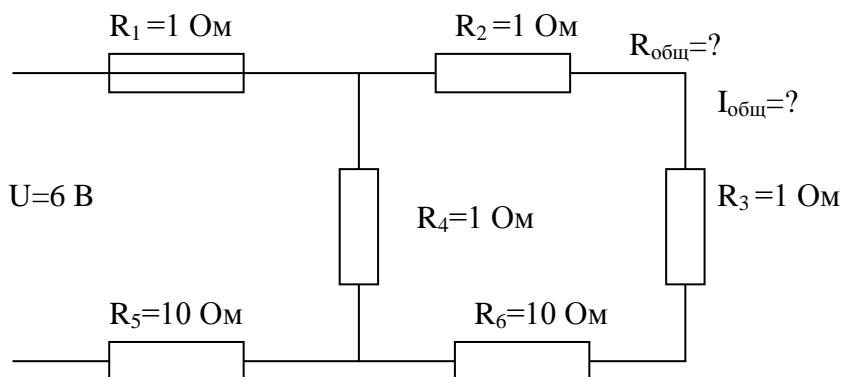 R₁=1 Ом
R₂=1 Ом
Rобщ=?
Iобщ=?
U=6 В
R₄=1 Ом
R₃=1 Ом
R₅=10 Ом
R₆=10 Ом